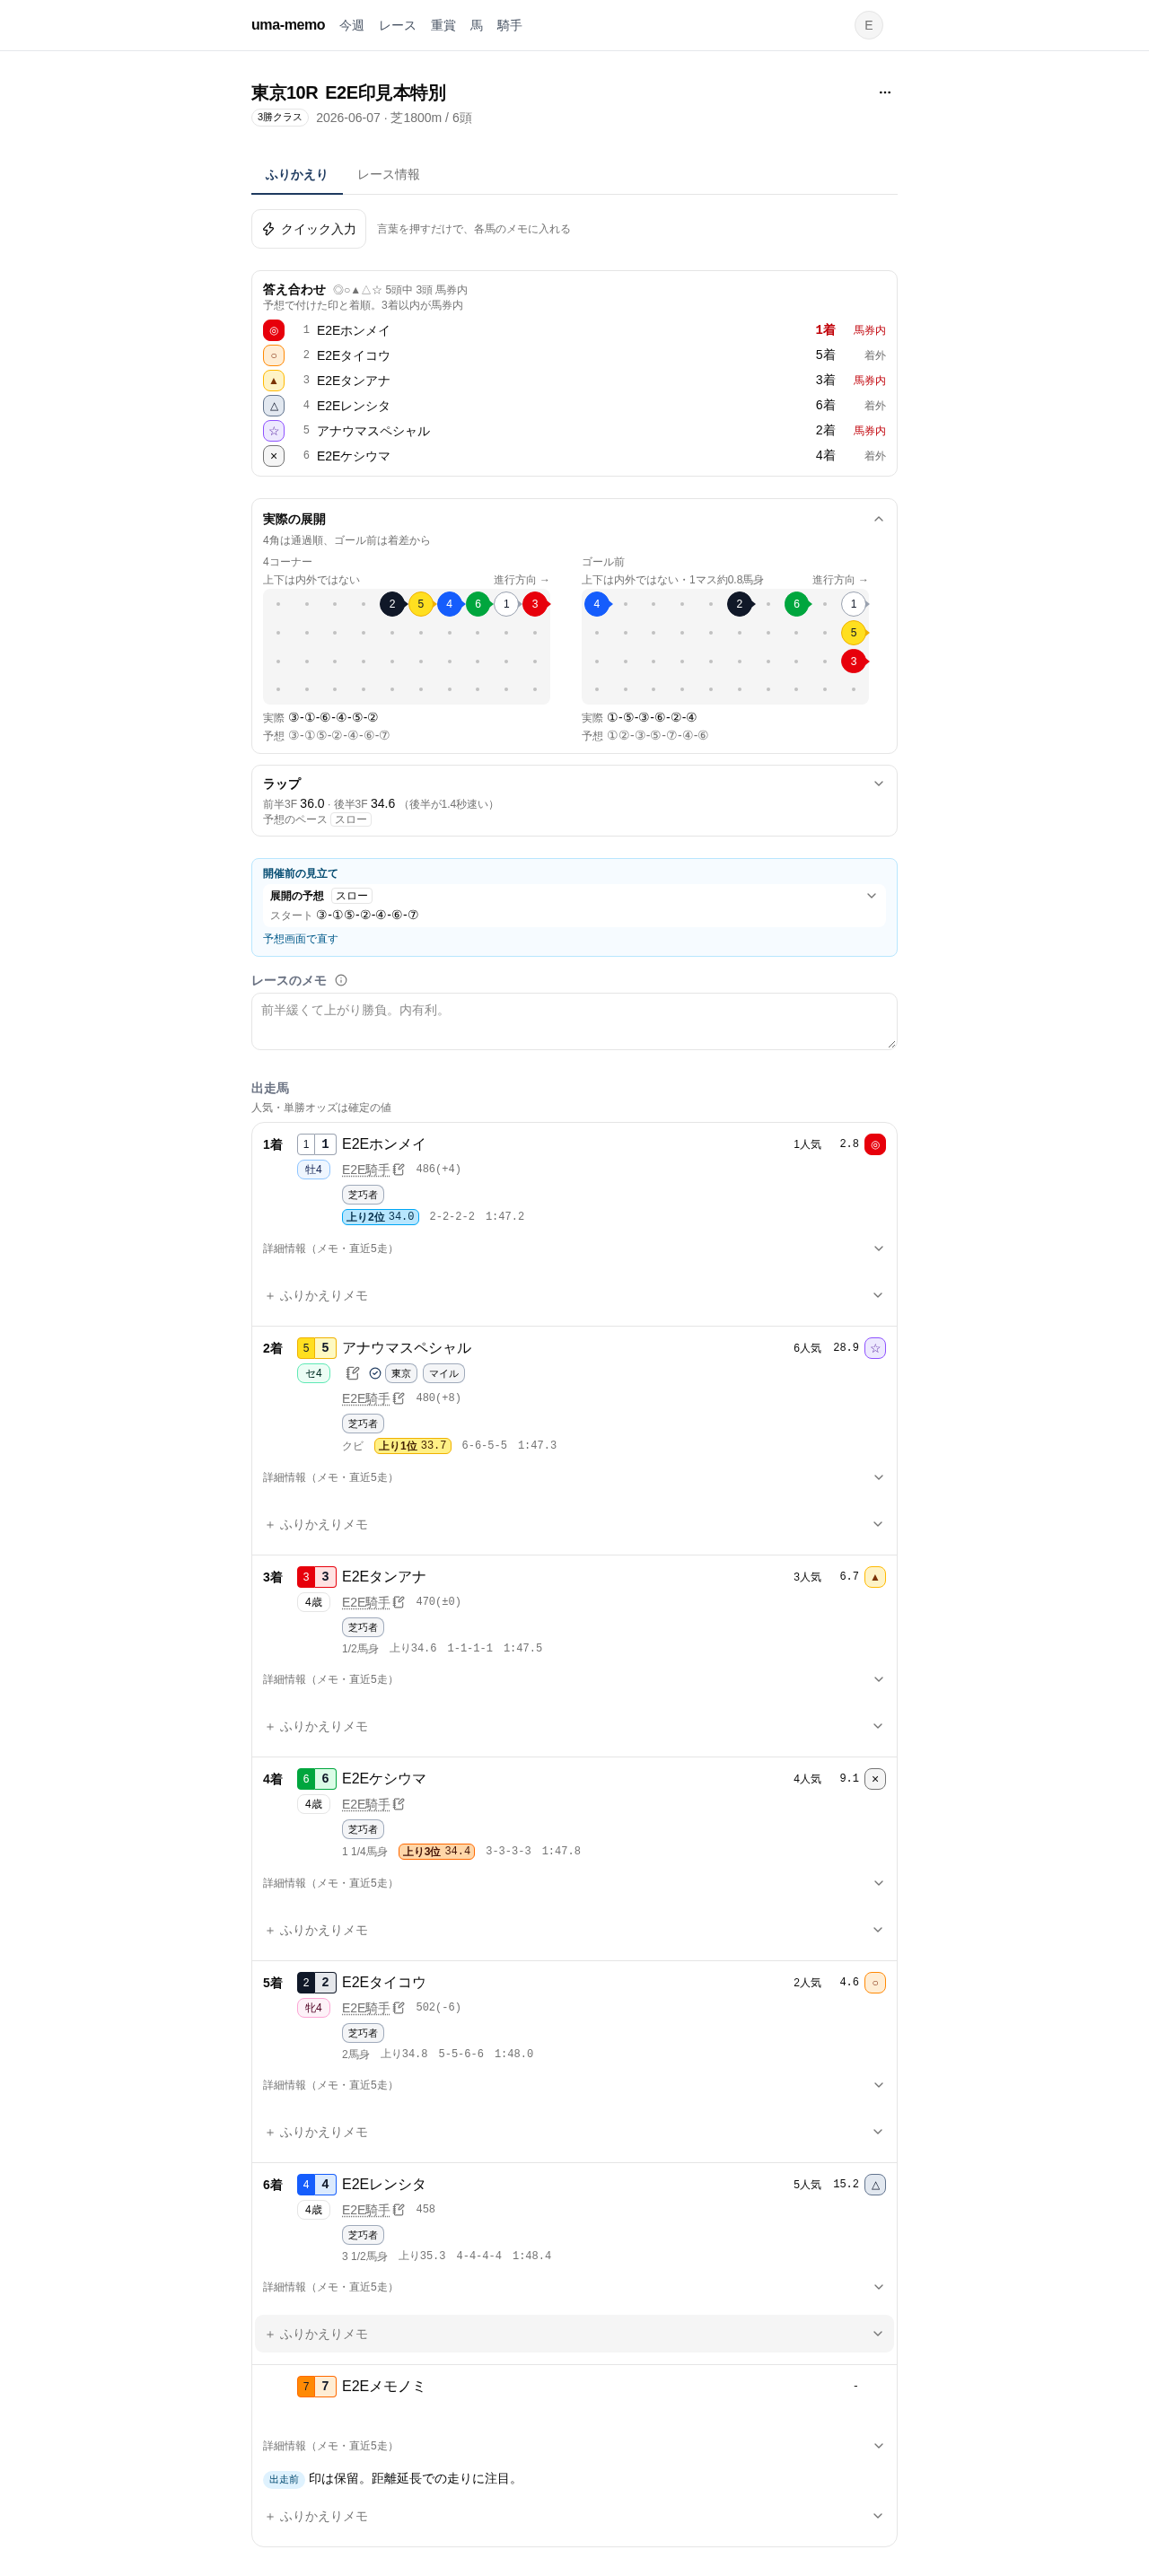 uma-memo 今週 レース 重賞 馬 騎手 E
東京10R E2E印見本特別 ...
3勝クラス 2026-06-07 · 芝1800m / 6頭
ふりかえり レース情報
クイック入力 言葉を押すだけで、各馬のメモに入れる
答え合わせ ◎○▲△☆ 5頭中 3頭 馬券内
予想で付けた印と着順。3着以内が馬券内
◎ 1 E2Eホンメイ 1着 馬券内
○ 2 E2Eタイコウ 5着 着外
▲ 3 E2Eタンアナ 3着 馬券内
△ 4 E2Eレンシタ 6着 着外
☆ 5 アナウマスペシャル 2着 馬券内
× 6 E2Eケシウマ 4着 着外
実際の展開
4角は通過順、ゴール前は着差から
4コーナー
上下は内外ではない 進行方向 →
2 5 4 6 1 3
実際 ③-①-⑥-④-⑤-②
予想 ③-①⑤-②-④-⑥-⑦
ゴール前
上下は内外ではない・1マス約0.8馬身 進行方向 →
4 2 6 1
5
3
実際 ①-⑤-③-⑥-②-④
予想 ①②-③-⑤-⑦-④-⑥
ラップ
前半3F 36.0 · 後半3F 34.6 （後半が1.4秒速い）
予想のペース スロー
開催前の見立て
展開の予想 スロー
スタート ③-①⑤-②-④-⑥-⑦
予想画面で直す
レースのメモ
前半緩くて上がり勝負。内有利。
出走馬
人気・単勝オッズは確定の値
1着 1 1 E2Eホンメイ 1人気 2.8 ◎
牡4 E2E騎手 486(+4)
芝巧者
上り2位 34.0 2-2-2-2 1:47.2
詳細情報（メモ・直近5走）
＋ ふりかえりメモ
2着 5 5 アナウマスペシャル 6人気 28.9 ☆
セ4 東京 マイル
E2E騎手 480(+8)
芝巧者
クビ 上り1位 33.7 6-6-5-5 1:47.3
詳細情報（メモ・直近5走）
＋ ふりかえりメモ
3着 3 3 E2Eタンアナ 3人気 6.7 ▲
4歳 E2E騎手 470(±0)
芝巧者
1/2馬身 上り34.6 1-1-1-1 1:47.5
詳細情報（メモ・直近5走）
＋ ふりかえりメモ
4着 6 6 E2Eケシウマ 4人気 9.1 ×
4歳 E2E騎手
芝巧者
1 1/4馬身 上り3位 34.4 3-3-3-3 1:47.8
詳細情報（メモ・直近5走）
＋ ふりかえりメモ
5着 2 2 E2Eタイコウ 2人気 4.6 ○
牝4 E2E騎手 502(-6)
芝巧者
2馬身 上り34.8 5-5-6-6 1:48.0
詳細情報（メモ・直近5走）
＋ ふりかえりメモ
6着 4 4 E2Eレンシタ 5人気 15.2 △
4歳 E2E騎手 458
芝巧者
3 1/2馬身 上り35.3 4-4-4-4 1:48.4
詳細情報（メモ・直近5走）
＋ ふりかえりメモ
7 7 E2Eメモノミ -
詳細情報（メモ・直近5走）
出走前 印は保留。距離延長での走りに注目。
＋ ふりかえりメモ